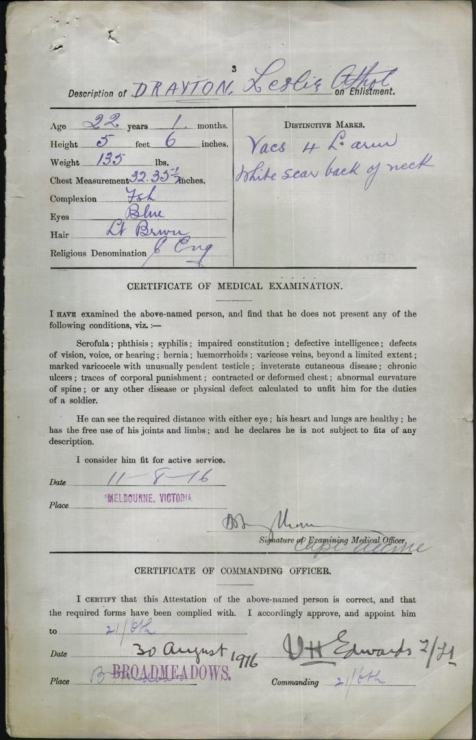 3
Description of DRAYTON, Leslie Athol on Enlistment.
Age 22 years 1 months.
Height 5 feet 6 inches.
Weight 135 lbs.
Chest Measurement 32.35½ inches.
Complexion Fsh
Eyes Blue
Hair Lt Brown
Religious Denomination C Eng
DISTINCTIVE MARKS.
Vacs 4 L arm
White scar back of neck
CERTIFICATE OF MEDICAL EXAMINATION.
I HAVE examined the above-named person, and find that he does not present any of the
following conditions, viz. :—
Scrofula ; phthisis ; syphilis ; impaired constitution ; defective intelligence ; defects
of vision, voice, or hearing ; hernia ; hæmorrhoids ; varicose veins, beyond a limited extent ;
marked varicocele with unusually pendent testicle ; inveterate cutaneous disease ; chronic
ulcers ; traces of corporal punishment ; contracted or deformed chest ; abnormal curvature
of spine ; or any other disease or physical defect calculated to unfit him for the duties
of a soldier.
He can see the required distance with either eye ; his heart and lungs are healthy ; he
has the free use of his joints and limbs ; and he declares he is not subject to fits of any
description.
I consider him fit for active service.
Date 11-8-16
Place MELBOURNE, VICTORIA
Signature of Examining Medical Officer.
Capt
CERTIFICATE OF COMMANDING OFFICER.
I CERTIFY that this Attestation of the above-named person is correct, and that
the required forms have been complied with. I accordingly approve, and appoint him
to 21/6th
Date 30 August 1916 Edwards
Place BROADMEADOWS. Commanding 21/6th